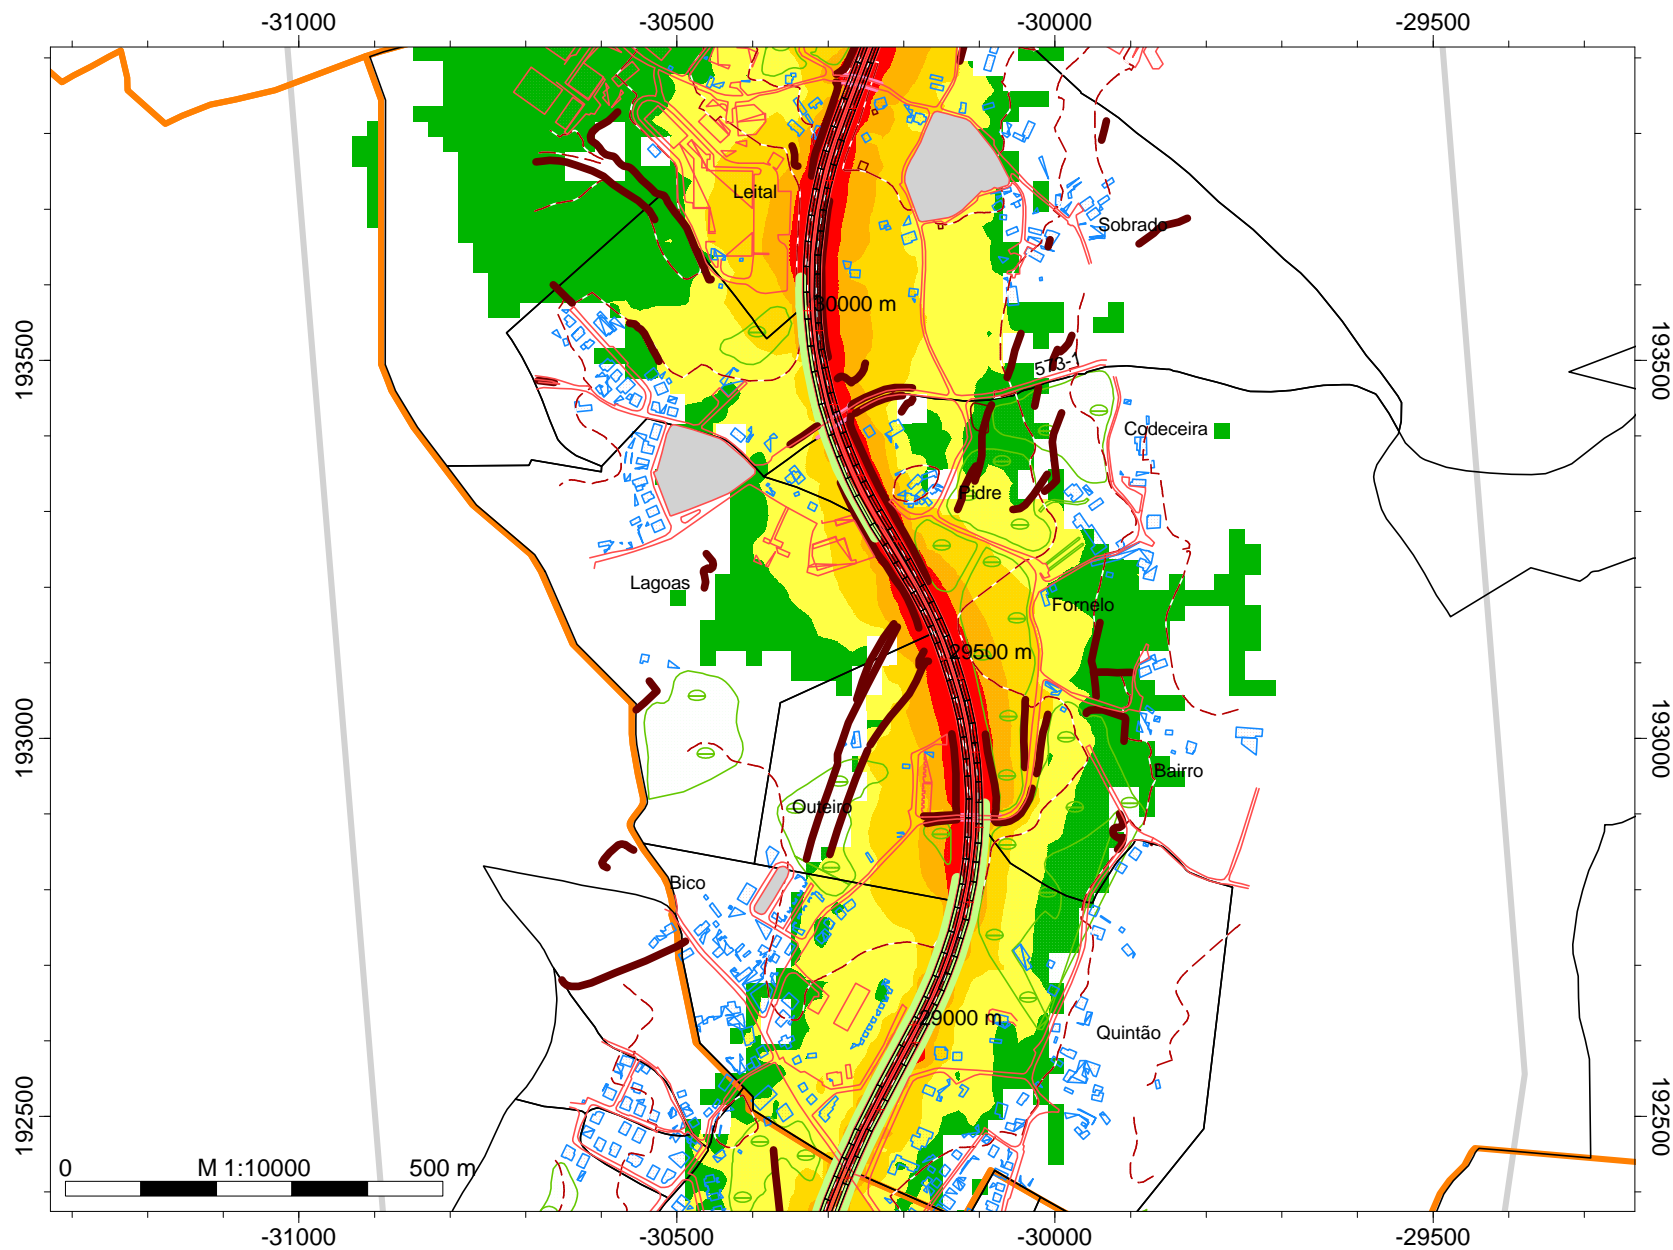 -31000 -30500 -30000 -29500
Leital
Sobrado
30000 m
193500 193500
573-1
Codeceira
Pidre
Lagoas
Fornelo
29500 m
193000 193000
Bairro
Outeiro
Bico
29000 m
Quintão
192500 192500
0 M 1:10000 500 m
-31000 -30500 -30000 -29500